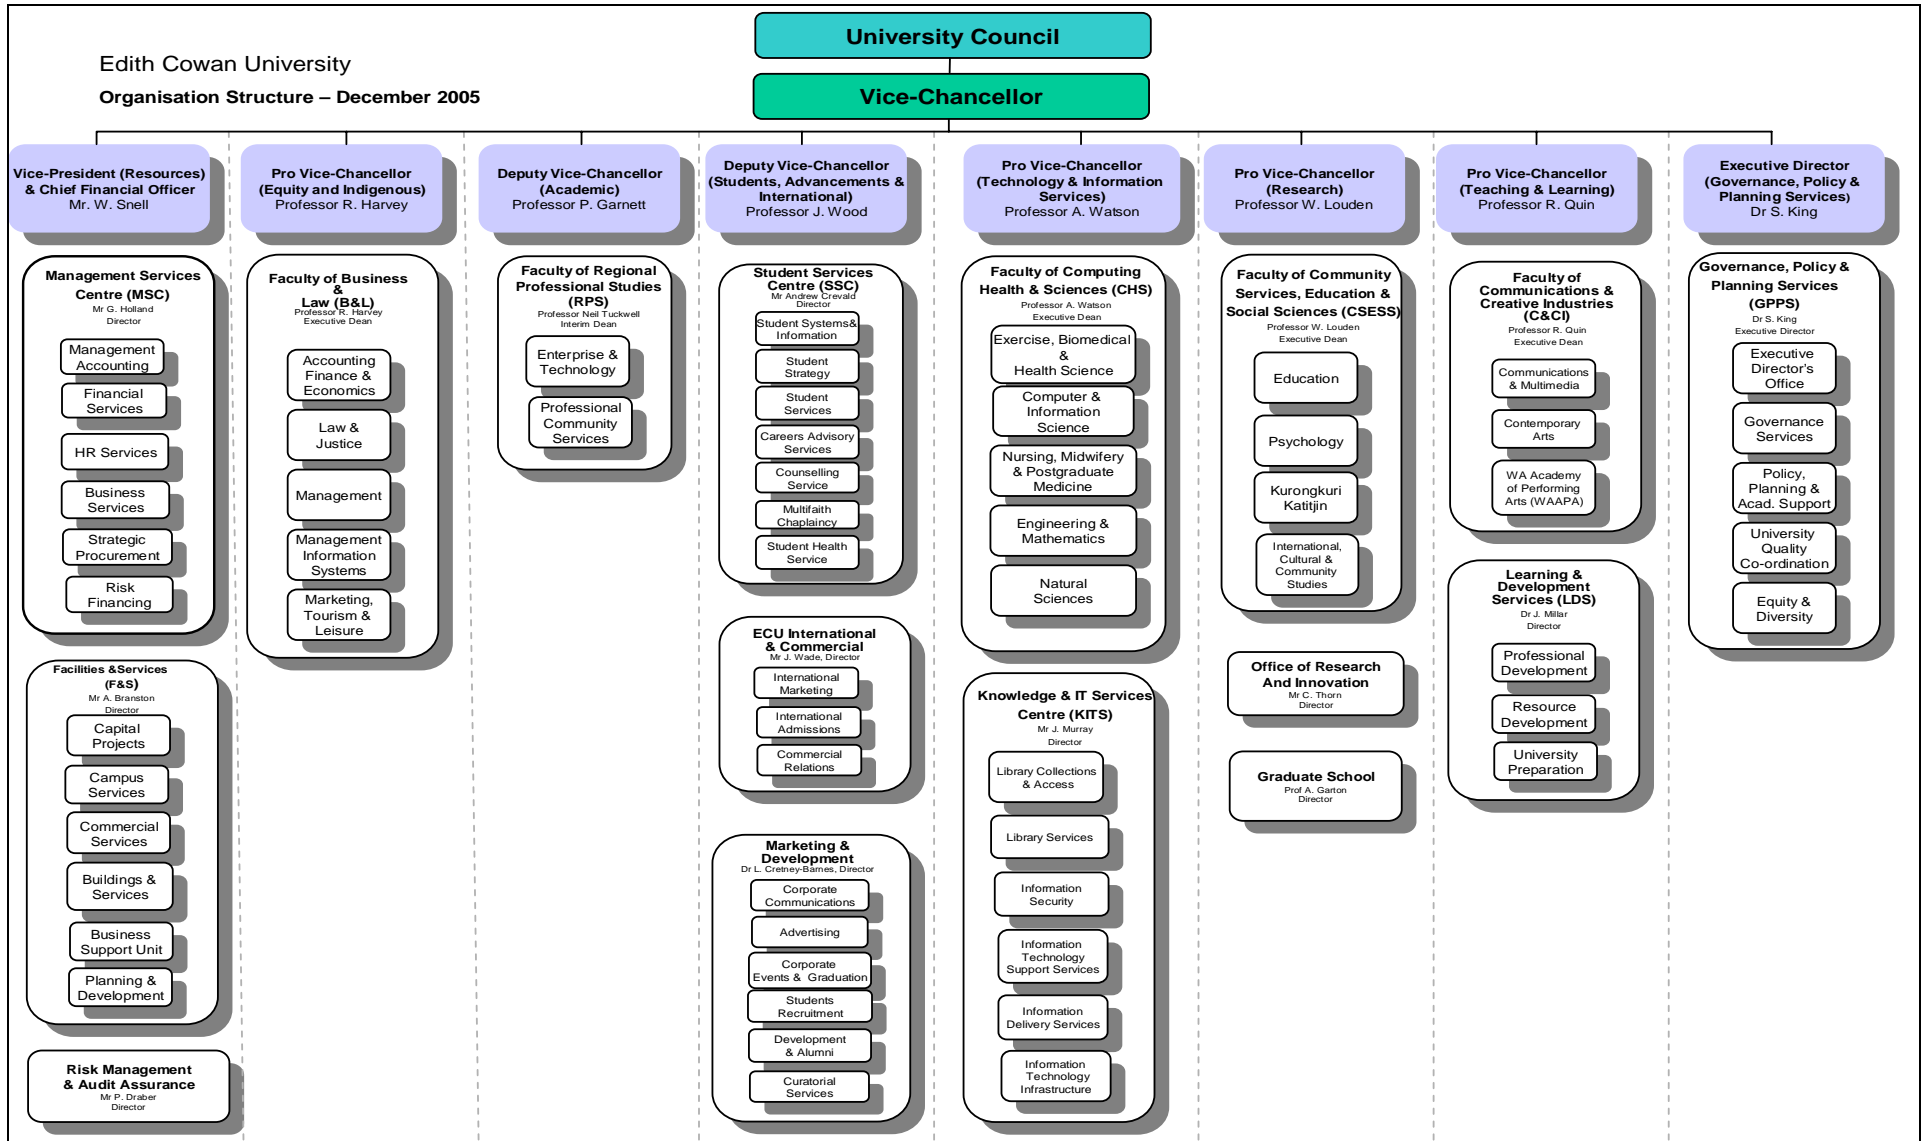 University Council
Edith Cowan University
Organisation Structure – December 2005
Vice-Chancellor
Vice-President (Resources)
& Chief Financial Officer
Mr. W. Snell
Pro Vice-Chancellor
(Equity and Indigenous)
Professor R. Harvey
Deputy Vice-Chancellor
(Academic)
Professor P. Garnett
Deputy Vice-Chancellor
(Students, Advancements &
International)
Professor J. Wood
Pro Vice-Chancellor
(Technology & Information
Services)
Professor A. Watson
Pro Vice-Chancellor
(Research)
Professor W. Louden
Pro Vice-Chancellor
(Teaching & Learning)
Professor R. Quin
Executive Director
(Governance, Policy &
Planning Services)
Dr S. King
Management Services
Centre (MSC)
Mr G. Holland
Director
Management
Accounting
Financial
Services
HR Services
Business
Services
Strategic
Procurement
Risk
Financing
Facilities &Services
(F&S)
Mr A. Branston
Director
Capital
Projects
Campus
Services
Commercial
Services
Buildings &
Services
Business
Support Unit
Planning &
Development
Risk Management
& Audit Assurance
Mr P. Draber
Director
Faculty of Business
&
Law (B&L)
Professor R. Harvey
Executive Dean
Accounting
Finance &
Economics
Law &
Justice
Management
Management
Information
Systems
Marketing,
Tourism &
Leisure
Faculty of Regional
Professional Studies
(RPS)
Professor Neil Tuckwell
Interim Dean
Enterprise &
Technology
Professional
Community
Services
Student Services
Centre (SSC)
Mr Andrew Crevald
Director
Student Systems&
Information
Student
Strategy
Student
Services
Careers Advisory
Services
Counselling
Service
Multifaith
Chaplaincy
Student Health
Service
ECU International
& Commercial
Mr J. Wade, Director
International
Marketing
International
Admissions
Commercial
Relations
Marketing &
Development
Dr L. Cretney-Barnes, Director
Corporate
Communications
Advertising
Corporate
Events & Graduation
Students
Recruitment
Development
& Alumni
Curatorial
Services
Faculty of Computing
Health & Sciences (CHS)
Professor A. Watson
Executive Dean
Exercise, Biomedical
&
Health Science
Computer &
Information
Science
Nursing, Midwifery
& Postgraduate
Medicine
Engineering &
Mathematics
Natural
Sciences
Knowledge & IT Services
Centre (KITS)
Mr J. Murray
Director
Library Collections
& Access
Library Services
Information
Security
Information
Technology
Support Services
Information
Delivery Services
Information
Technology
Infrastructure
Faculty of Community
Services, Education &
Social Sciences (CSESS)
Professor W. Louden
Executive Dean
Education
Psychology
Kurongkuri
Katitjin
International,
Cultural &
Community
Studies
Office of Research
And Innovation
Mr C. Thorn
Director
Graduate School
Prof A. Garton
Director
Faculty of
Communications &
Creative Industries
(C&CI)
Professor R. Quin
Executive Dean
Communications
& Multimedia
Contemporary
Arts
WA Academy
of Performing
Arts (WAAPA)
Learning &
Development
Services (LDS)
Dr J. Millar
Director
Professional
Development
Resource
Development
University
Preparation
Governance, Policy &
Planning Services
(GPPS)
Dr S. King
Executive Director
Executive
Director's
Office
Governance
Services
Policy,
Planning &
Acad. Support
University
Quality
Co-ordination
Equity &
Diversity